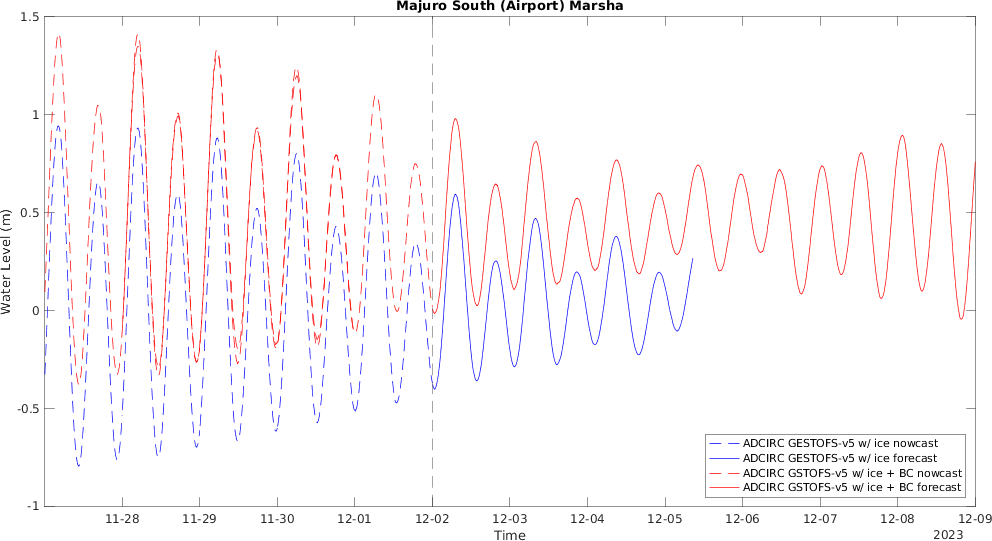 Majuro South (Airport) Marsha
1.5
1
0.5
0
-0.5
-1
Water Level (m)
11-28
11-29
11-30
12-01
12-02
12-03
12-04
12-05
12-06
12-07
12-08
12-09
Time
2023
ADCIRC GESTOFS-v5 w/ ice nowcast
ADCIRC GESTOFS-v5 w/ ice forecast
ADCIRC GSTOFS-v5 w/ ice + BC nowcast
ADCIRC GSTOFS-v5 w/ ice + BC forecast